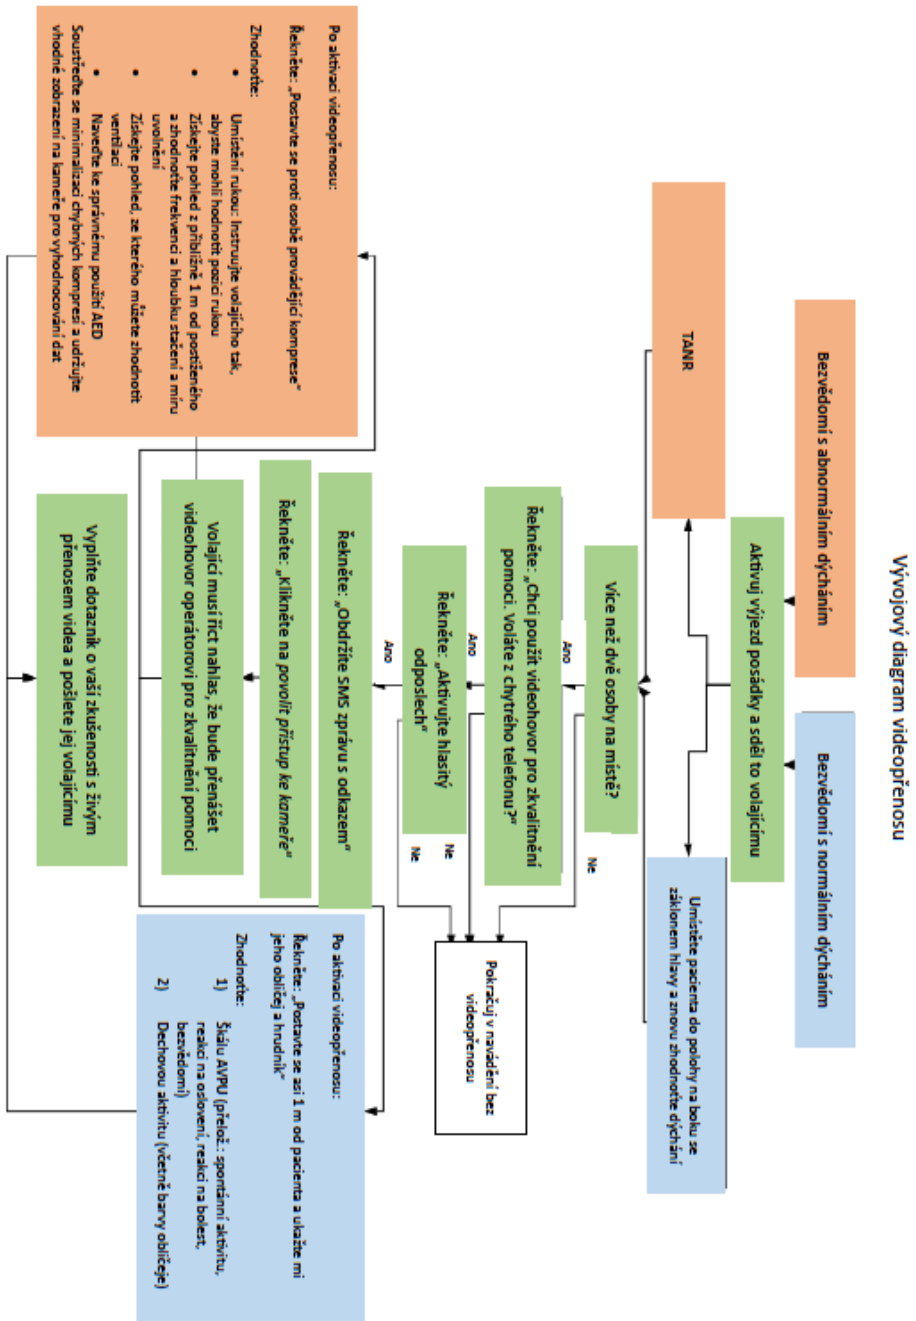 Vývojový diagram videopřenosu
Bezvědomí s abnormálním dýcháním
Bezvědomí s normálním dýcháním
Aktivuj výjezd posádky a sděl to volajícímu
TANR
Umístěte pacienta do polohy na boku se
záklonem hlavy a znovu zhodnoťte dýchání
Více než dvě osoby na místě?
Ne
Ano
Řekněte: „Chci použít videohovor pro zkvalitnění
pomoci. Voláte z chytrého telefonu?“
Pokračuj v navádění bez
videopřenosu
Ano
Ne
Řekněte: „Aktivujte hlasitý
odposlech“
Ano
Ne
Řekněte: „Obdržíte SMS zprávu s odkazem“
Řekněte: „Klikněte na povolit přístup ke kameře“
Volající musí říct nahlas, že bude přenášet
videohovor operátorovi pro zkvalitnění pomoci
Po aktivaci videopřenosu:
Řekněte: „Postavte se proti osobě provádějící komprese“
Zhodnoťte:
• Umístění rukou: Instruujte volajícího tak,
abyste mohli hodnotit pozici rukou
• Získejte pohled z přibližně 1 m od postiženého
a zhodnoťte frekvenci a hloubku stačení a míru
uvolnění
• Získejte pohled, ze kterého můžete zhodnotit
ventilaci
• Naveďte ke správnému použití AED
Soustřeďte se minimalizaci chybných kompresí a udržujte
vhodné zobrazení na kameře pro vyhodnocování dat
Po aktivaci videopřenosu:
Řekněte: „Postavte se asi 1 m od pacienta a ukažte mi
jeho obličej a hrudník“
Zhodnoťte:
1) Škálu AVPU (přelož.: spontánní aktivitu,
reakci na oslovení, reakci na bolest,
bezvědomí)
2) Dechovou aktivitu (včetně barvy obličeje)
Vyplňte dotazník o vaší zkušenosti s živým
přenosem videa a pošlete jej volajícímu